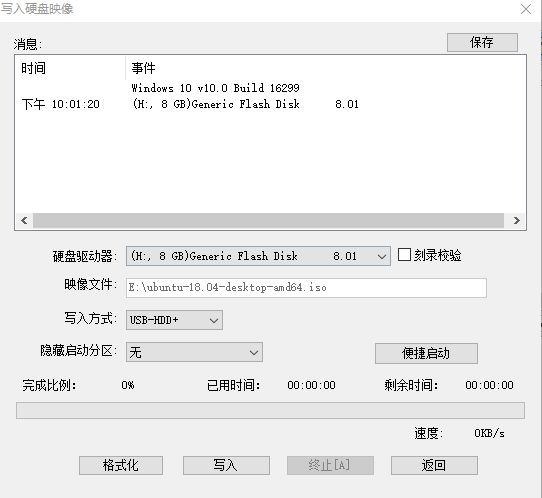 写入硬盘映像
消息:
保存
时间 事件
Windows 10 v10.0 Build 16299
下午 10:01:20 (H:, 8 GB)Generic Flash Disk 8.01
硬盘驱动器: (H:, 8 GB)Generic Flash Disk 8.01 刻录校验
映像文件: E:\ubuntu-18.04-desktop-amd64.iso
写入方式: USB-HDD+
隐藏启动分区: 无 便捷启动
完成比例: 0% 已用时间: 00:00:00 剩余时间: 00:00:00
速度: 0KB/s
格式化 写入 终止[A] 返回